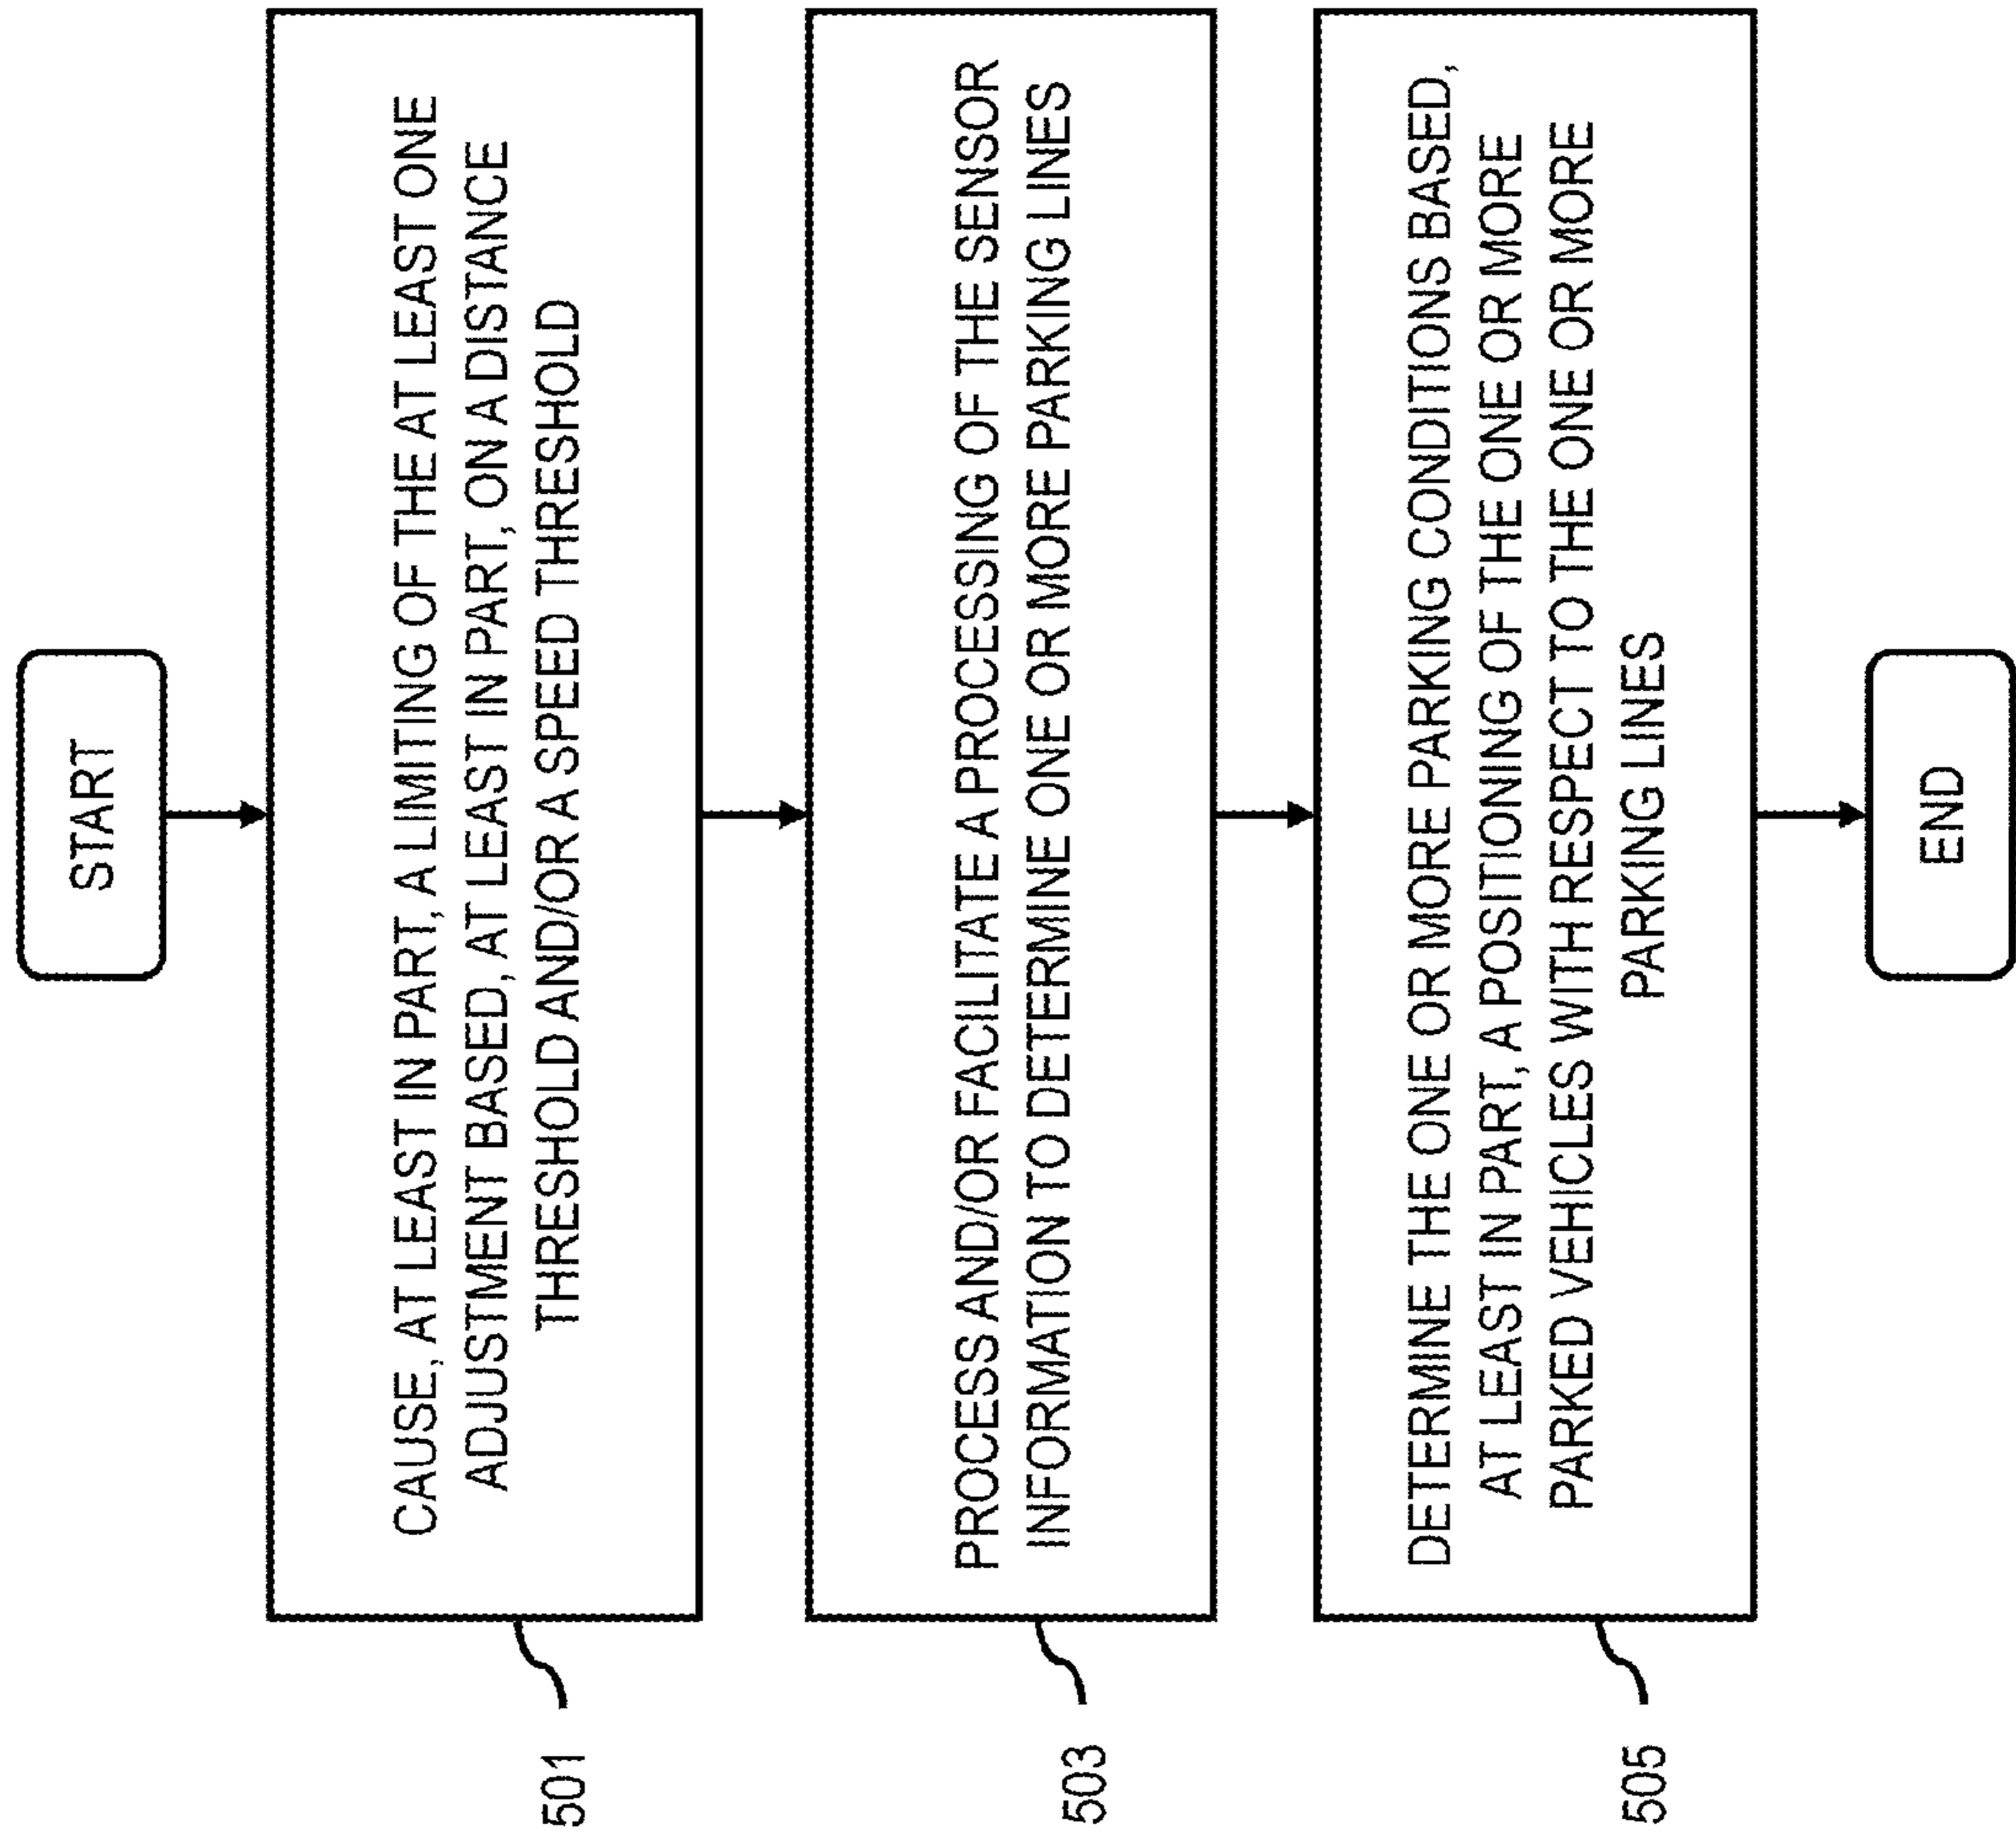 START
CAUSE, AT LEAST IN PART, A LIMITING OF THE AT LEAST ONE
ADJUSTMENT BASED, AT LEAST IN PART, ON A DISTANCE
THRESHOLD AND/OR A SPEED THRESHOLD
501
PROCESS AND/OR FACILITATE A PROCESSING OF THE SENSOR
INFORMATION TO DETERMINE ONE OR MORE PARKING LINES
503
DETERMINE THE ONE OR MORE PARKING CONDITIONS BASED,
AT LEAST IN PART, A POSITIONING OF THE ONE OR MORE
PARKED VEHICLES WITH RESPECT TO THE ONE OR MORE
PARKING LINES
505
END